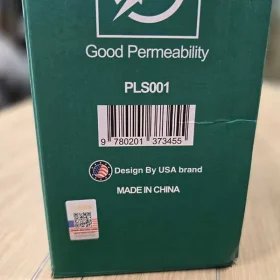 Good Permeability
PLS001
9 780201 373455
Design By USA brand
MADE IN CHINA